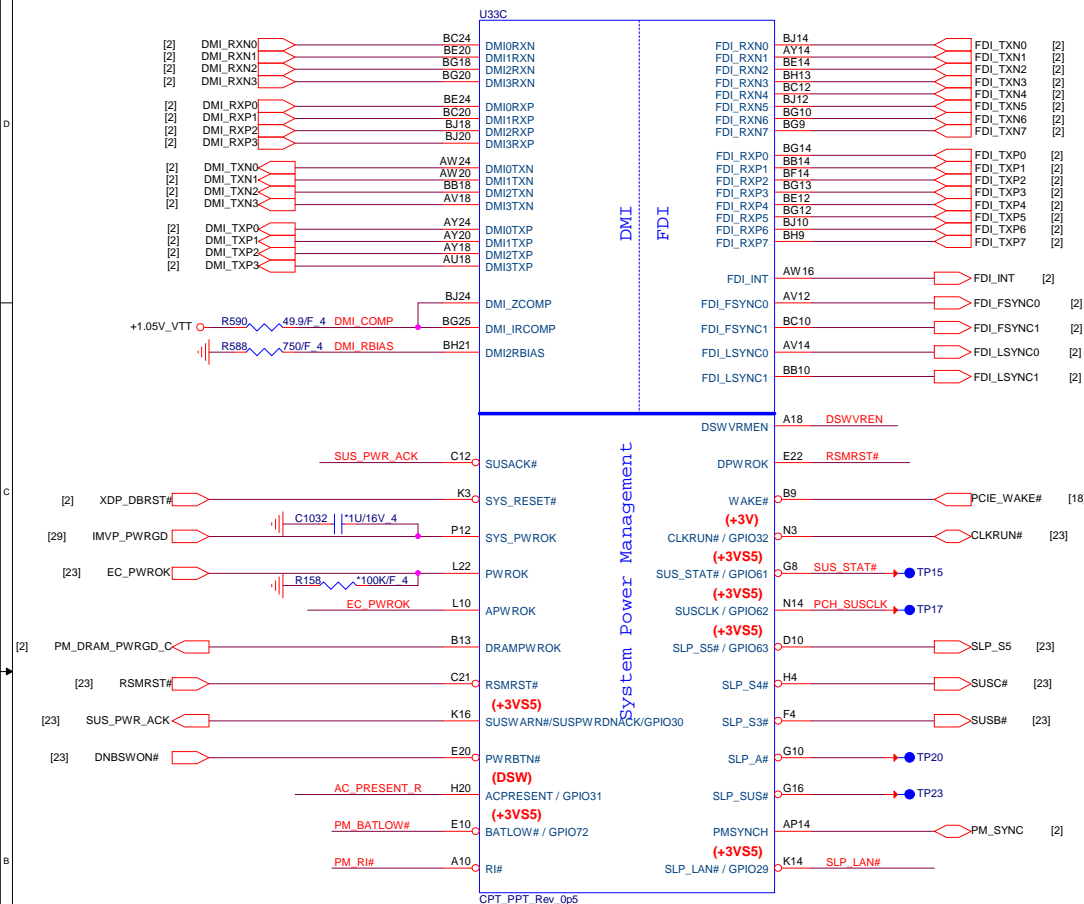 U33C
[2] DMI_RXN0 BC24 DMI0RXN FDI_RXN0 BJ14 FDI_TXN0 [2]
[2] DMI_RXN1 BE20 DMI1RXN FDI_RXN1 AY14 FDI_TXN1 [2]
[2] DMI_RXN2 BG18 DMI2RXN FDI_RXN2 BE14 FDI_TXN2 [2]
[2] DMI_RXN3 BG20 DMI3RXN FDI_RXN3 BH13 FDI_TXN3 [2]
FDI_RXN4 BC12 FDI_TXN4 [2]
[2] DMI_RXP0 BE24 DMI0RXP FDI_RXN5 BJ12 FDI_TXN5 [2]
[2] DMI_RXP1 BC20 DMI1RXP FDI_RXN6 BG10 FDI_TXN6 [2]
[2] DMI_RXP2 BJ18 DMI2RXP FDI_RXN7 BG9 FDI_TXN7 [2]
[2] DMI_RXP3 BJ20 DMI3RXP
D
FDI_RXP0 BG14 FDI_TXP0 [2]
[2] DMI_TXN0 AW24 DMI0TXN FDI_RXP1 BB14 FDI_TXP1 [2]
[2] DMI_TXN1 AW20 DMI1TXN FDI_RXP2 BF14 FDI_TXP2 [2]
[2] DMI_TXN2 BB18 DMI2TXN FDI_RXP3 BG13 FDI_TXP3 [2]
[2] DMI_TXN3 AV18 DMI3TXN FDI_RXP4 BE12 FDI_TXP4 [2]
FDI_RXP5 BG12 FDI_TXP5 [2]
[2] DMI_TXP0 AY24 DMI0TXP FDI_RXP6 BJ10 FDI_TXP6 [2]
[2] DMI_TXP1 AY20 DMI1TXP FDI_RXP7 BH9 FDI_TXP7 [2]
[2] DMI_TXP2 AY18 DMI2TXP
[2] DMI_TXP3 AU18 DMI3TXP
DMI
FDI
FDI_INT AW16 FDI_INT [2]
BJ24 DMI_ZCOMP FDI_FSYNC0 AV12 FDI_FSYNC0 [2]
+1.05V_VTT R590 49.9/F_4 DMI_COMP BG25 DMI_IRCOMP FDI_FSYNC1 BC10 FDI_FSYNC1 [2]
R588 750/F_4 DMI_RBIAS BH21 DMI2RBIAS FDI_LSYNC0 AV14 FDI_LSYNC0 [2]
FDI_LSYNC1 BB10 FDI_LSYNC1 [2]
System Power Management
DSWVRMEN A18 DSWVREN
SUS_PWR_ACK C12 SUSACK# DPWROK E22 RSMRST#
C
[2] XDP_DBRST# K3 SYS_RESET# WAKE# B9 PCIE_WAKE# [18]
(+3V)
C1032 *1U/16V_4
[29] IMVP_PWRGD P12 SYS_PWROK CLKRUN# / GPIO32 N3 CLKRUN# [23]
(+3VS5)
[23] EC_PWROK L22 PWROK SUS_STAT# / GPIO61 G8 SUS_STAT# TP15
R158 *100K/F_4
(+3VS5)
EC_PWROK L10 APWROK SUSCLK / GPIO62 N14 PCH_SUSCLK TP17
(+3VS5)
[2] PM_DRAM_PWRGD_C B13 DRAMPWROK SLP_S5# / GPIO63 D10 SLP_S5 [23]
[23] RSMRST# C21 RSMRST# SLP_S4# H4 SUSC# [23]
(+3VS5)
[23] SUS_PWR_ACK K16 SUSWARN#/SUSPWRDNACK/GPIO30 SLP_S3# F4 SUSB# [23]
[23] DNBSWON# E20 PWRBTN# SLP_A# G10 TP20
(DSW)
AC_PRESENT_R H20 ACPRESENT / GPIO31 SLP_SUS# G16 TP23
(+3VS5)
PM_BATLOW# E10 BATLOW# / GPIO72 PMSYNCH AP14 PM_SYNC [2]
(+3VS5)
B
PM_RI# A10 RI# SLP_LAN# / GPIO29 K14 SLP_LAN#
CPT_PPT_Rev_0p5